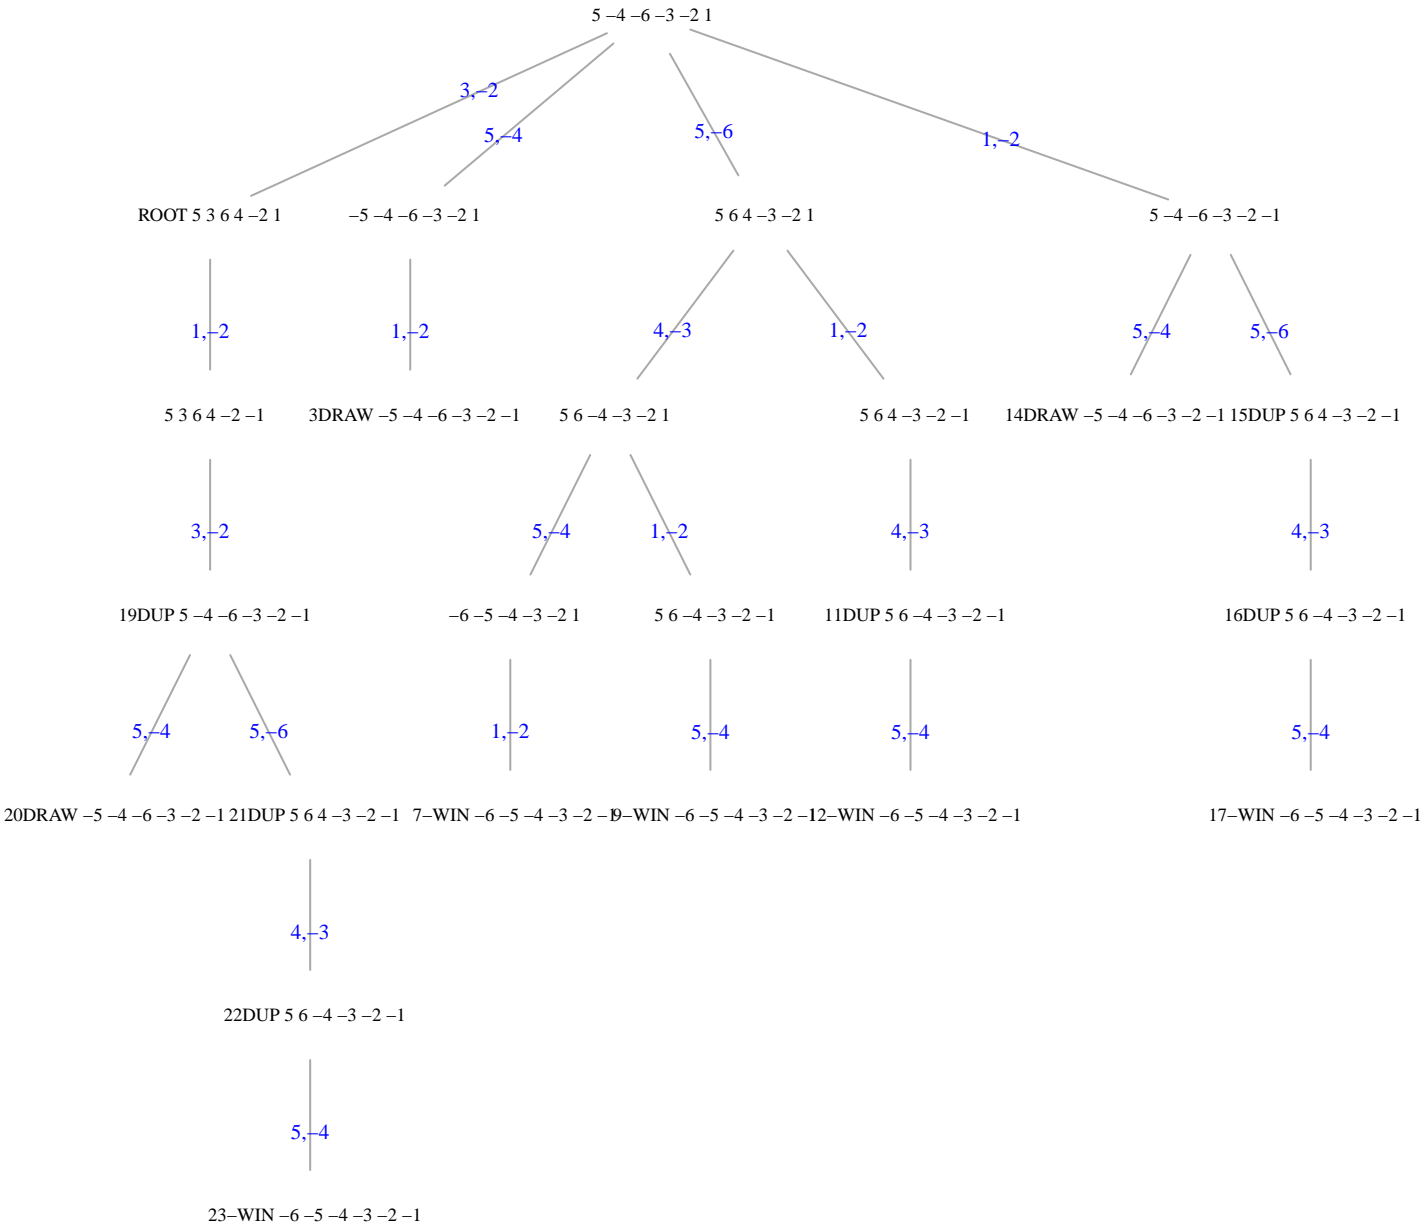 5 –4 –6 –3 –2 1
3,–2
5,–4
5,–6
1,–2
ROOT 5 3 6 4 –2 1
–5 –4 –6 –3 –2 1
5 6 4 –3 –2 1
5 –4 –6 –3 –2 –1
1,–2
1,–2
4,–3
1,–2
5,–4
5,–6
5 3 6 4 –2 –1
3DRAW –5 –4 –6 –3 –2 –1
5 6 –4 –3 –2 1
5 6 4 –3 –2 –1
14DRAW –5 –4 –6 –3 –2 –1
15DUP 5 6 4 –3 –2 –1
3,–2
5,–4
1,–2
4,–3
4,–3
19DUP 5 –4 –6 –3 –2 –1
–6 –5 –4 –3 –2 1
5 6 –4 –3 –2 –1
11DUP 5 6 –4 –3 –2 –1
16DUP 5 6 –4 –3 –2 –1
5,–4
5,–6
1,–2
5,–4
5,–4
5,–4
20DRAW –5 –4 –6 –3 –2 –1
21DUP 5 6 4 –3 –2 –1
7–WIN –6 –5 –4 –3 –2 –1
9–WIN –6 –5 –4 –3 –2 –1
12–WIN –6 –5 –4 –3 –2 –1
17–WIN –6 –5 –4 –3 –2 –1
4,–3
22DUP 5 6 –4 –3 –2 –1
5,–4
23–WIN –6 –5 –4 –3 –2 –1